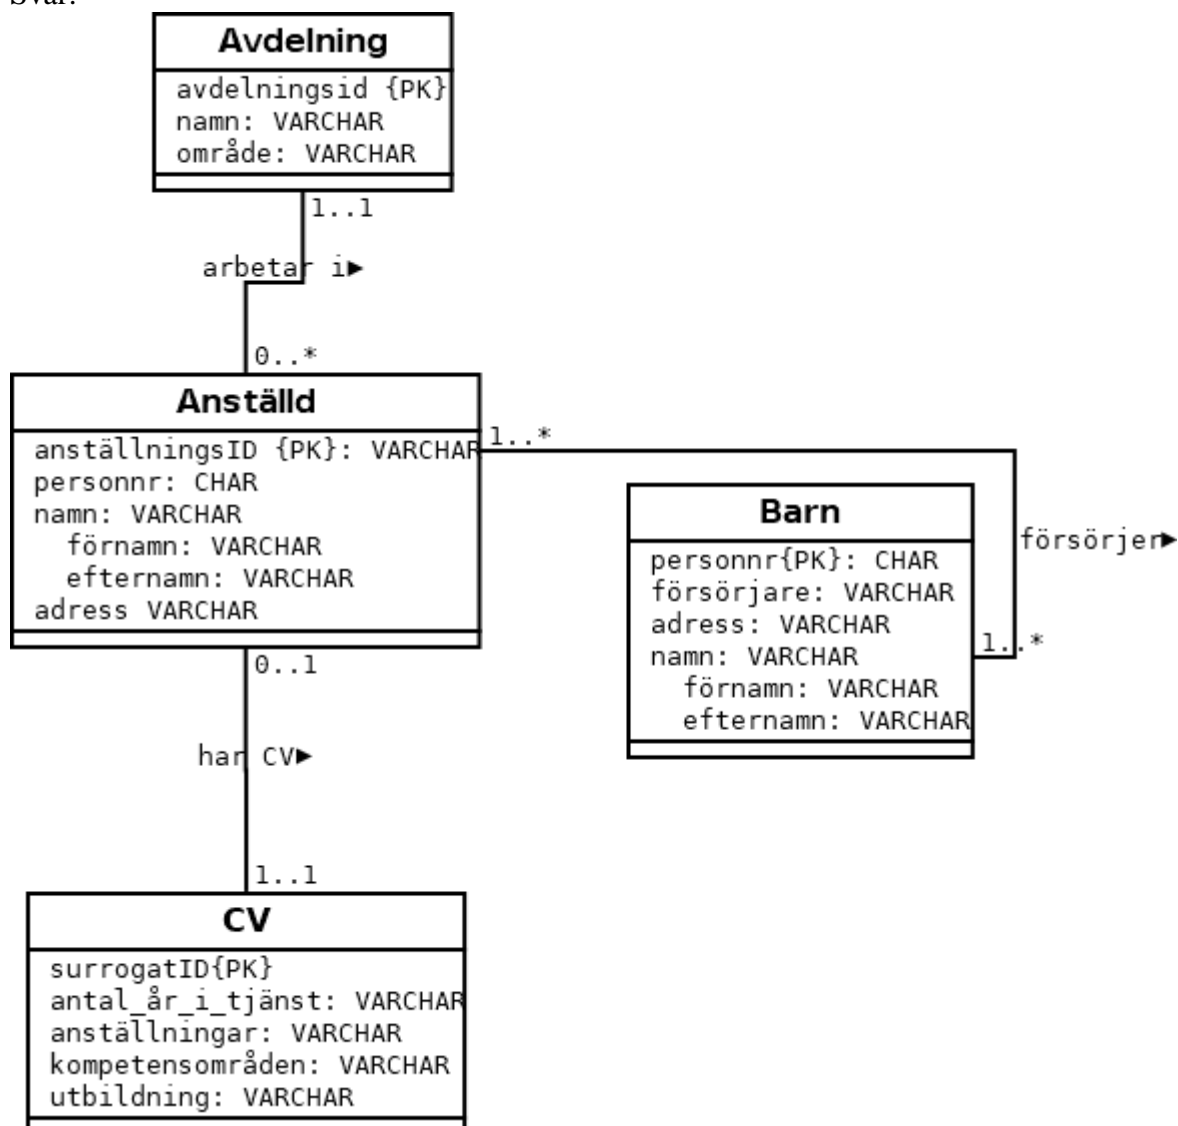 Svar:
Avdelning
avdelningsid {PK}
namn: VARCHAR
område: VARCHAR
1..1
arbetar i►
0..*
Anställd
anställningsID {PK}: VARCHAR
personnr: CHAR
namn: VARCHAR
förnamn: VARCHAR
efternamn: VARCHAR
adress VARCHAR
1..*
försörjer►
Barn
personnr{PK}: CHAR
försörjare: VARCHAR
adress: VARCHAR
namn: VARCHAR
förnamn: VARCHAR
efternamn: VARCHAR
1..*
0..1
har CV►
1..1
CV
surrogatID{PK}
antal_år_i_tjänst: VARCHAR
anställningar: VARCHAR
kompetensområden: VARCHAR
utbildning: VARCHAR